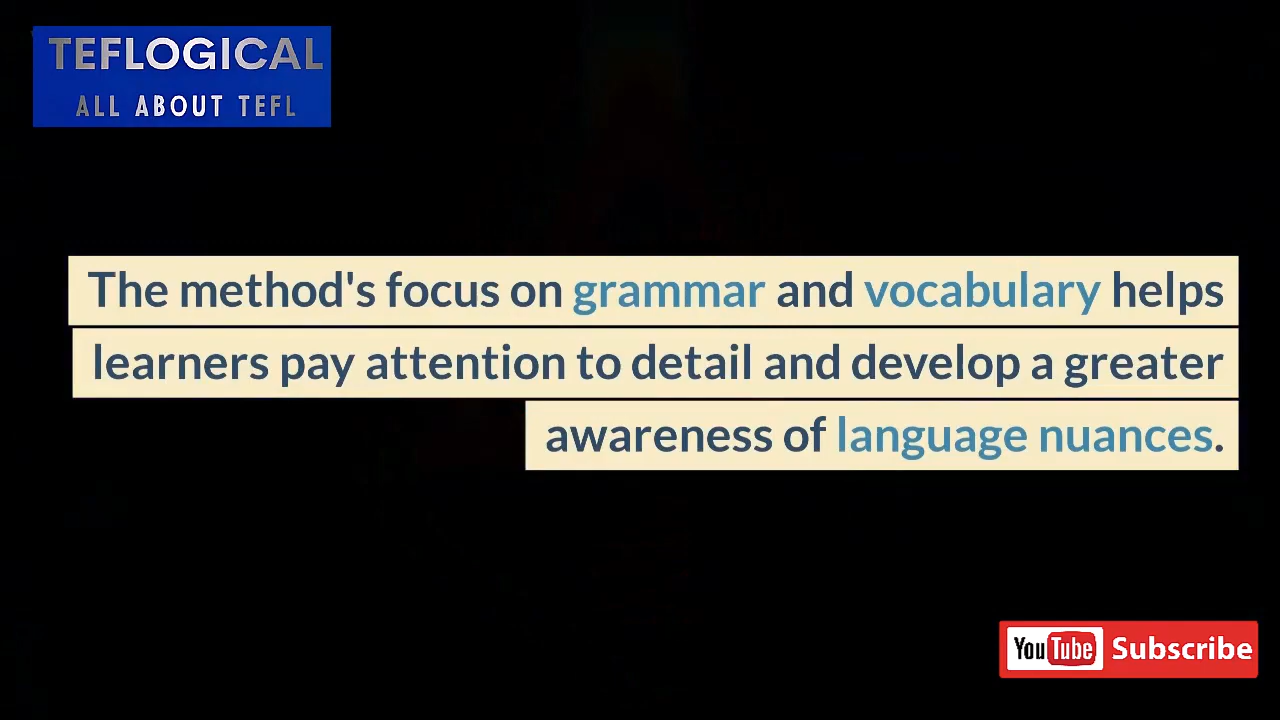 TEFLOGICAL
ALL ABOUT TEFL
The method's focus on grammar and vocabulary helps
learners pay attention to detail and develop a greater
awareness of language nuances.
YouTube Subscribe